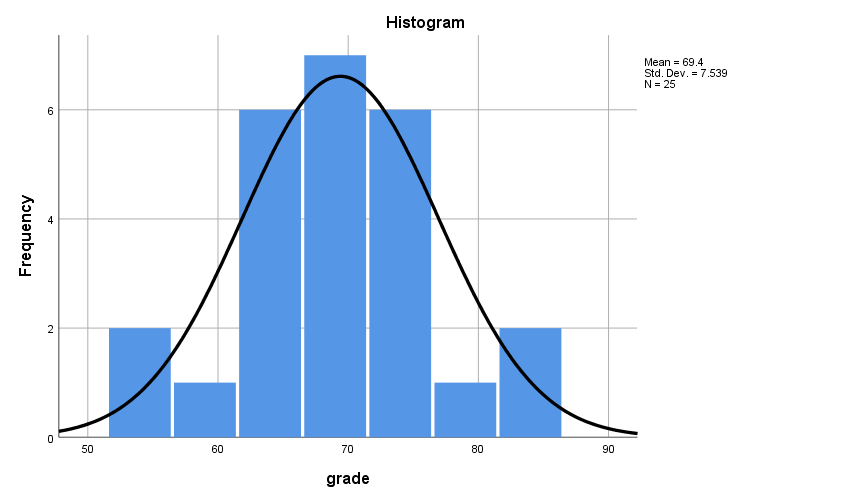 Histogram
Mean = 69.4
Std. Dev. = 7.539
N = 25
Frequency
6
4
2
0
50 60 70 80 90
grade